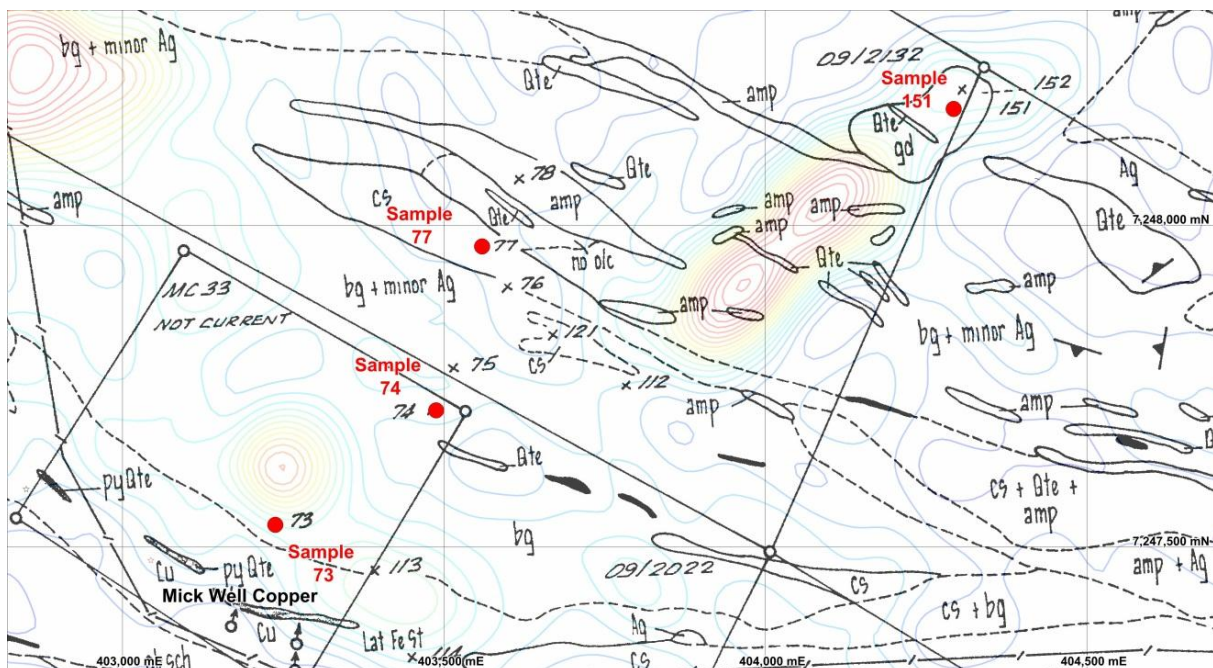 amp
bg + minor Ag
Qte
amp
09/2132
Sample
151
152
151
Qte
gd
Ag
78
Qte
amp
cs
Qte
Sample
77
77
no o/c
amp
amp
amp
Qte
Qte
7,248,000 mN
amp
MC 33
NOT CURRENT
bg + minor Ag
76
amp
amp
bg + minor Ag
121
cs
Sample
74
75
74
112
amp
amp
Qte
pyQte
cs + Qte +
amp
73
Sample
73
bg
7,247,500 mN
Cu
pyQte
113
09/2022
cs
amp + Ag
Mick Well Copper
cs + bg
Cu
Lat Fe St
Ag
114
cs
403,000 mE
403,500 mE
404,000 mE
404,500 mE